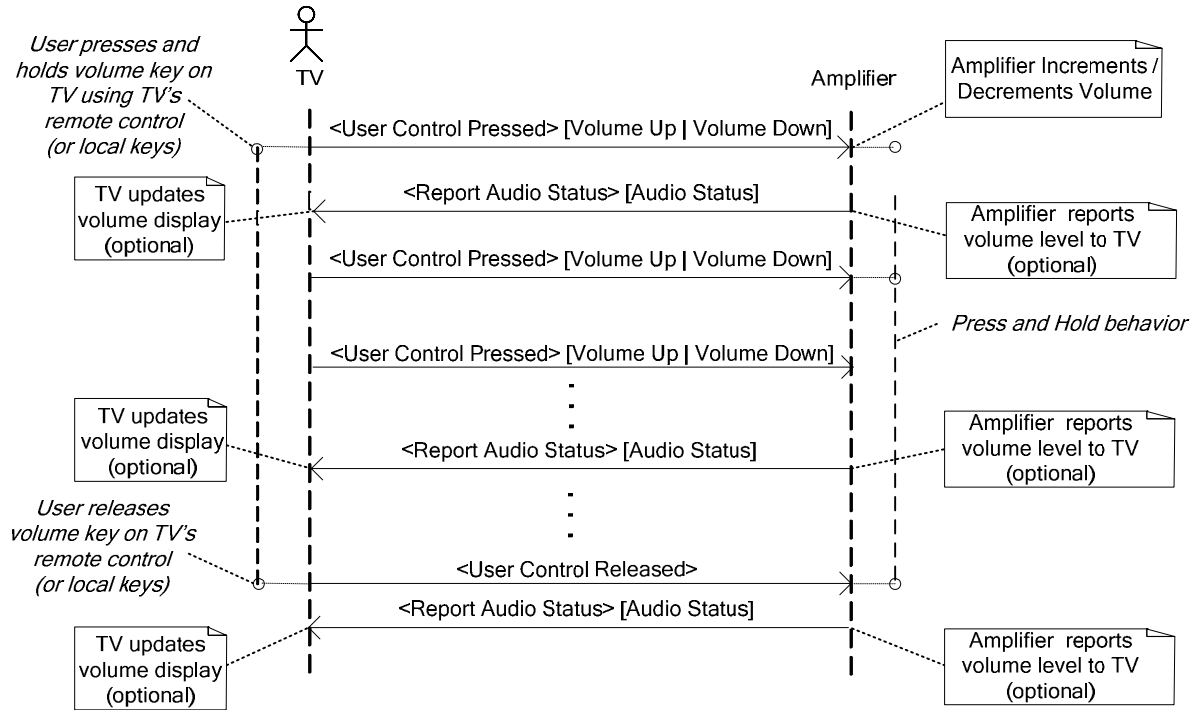 User presses and
holds volume key on
TV using TV's
remote control
(or local keys)
TV
Amplifier
Amplifier Increments /
Decrements Volume
<User Control Pressed> [Volume Up | Volume Down]
<Report Audio Status> [Audio Status]
TV updates
volume display
(optional)
Amplifier reports
volume level to TV
(optional)
<User Control Pressed> [Volume Up | Volume Down]
Press and Hold behavior
<User Control Pressed> [Volume Up | Volume Down]
TV updates
volume display
(optional)
<Report Audio Status> [Audio Status]
Amplifier reports
volume level to TV
(optional)
User releases
volume key on TV's
remote control
(or local keys)
<User Control Released>
<Report Audio Status> [Audio Status]
TV updates
volume display
(optional)
Amplifier reports
volume level to TV
(optional)